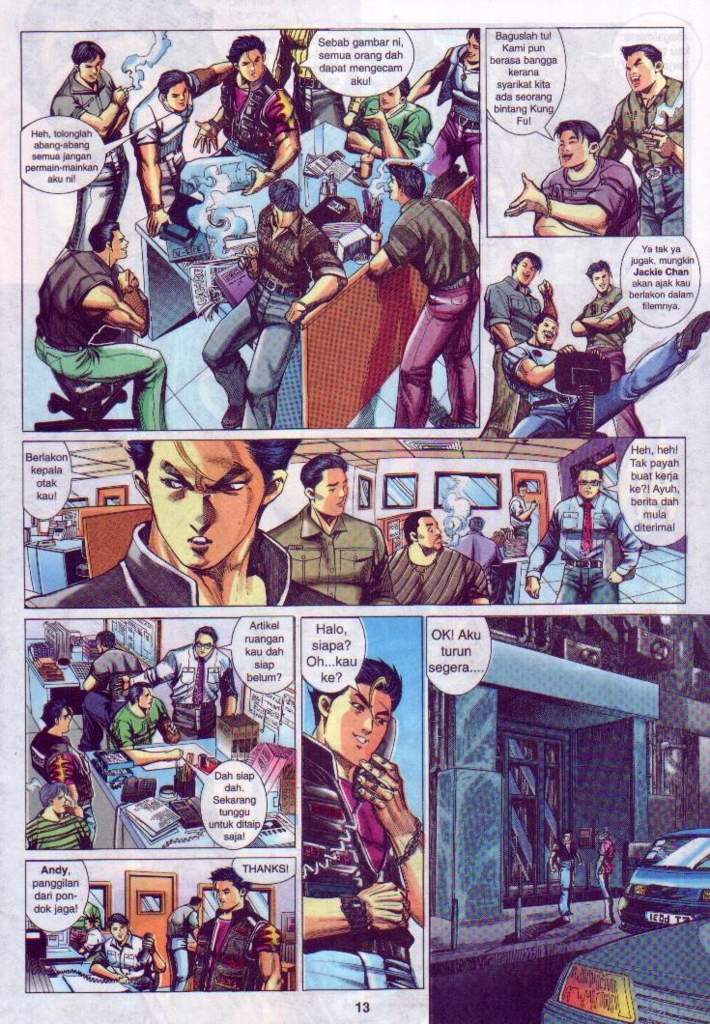 Sebab gambar ni,
semua orang dah
dapat mengecam
aku!
Heh, tolonglah
abang-abang
semua jangan
permain-mainkan
aku ni!
Baguslah tu!
Kami pun
berasa bangga
kerana
syarikat kita
ada seorang
bintang Kung
Fu!
Ya tak ya
jugak, mungkin
Jackie Chan
akan ajak kau
berlakon dalam
filemnya.
Berlakon
kepala
otak
kau!
Heh, heh!
Tak payah
buat kerja
ke?! Ayuh,
berita dah
mula
diterima!
Artikel
ruangan
kau dah
siap
belum?
Dah siap
dah.
Sekarang
tunggu
untuk ditaip
saja!
Andy,
panggilan
dari pon-
dok jaga!
THANKS!
Halo,
siapa?
Oh...kau
ke?
OK! Aku
turun
segera....
13